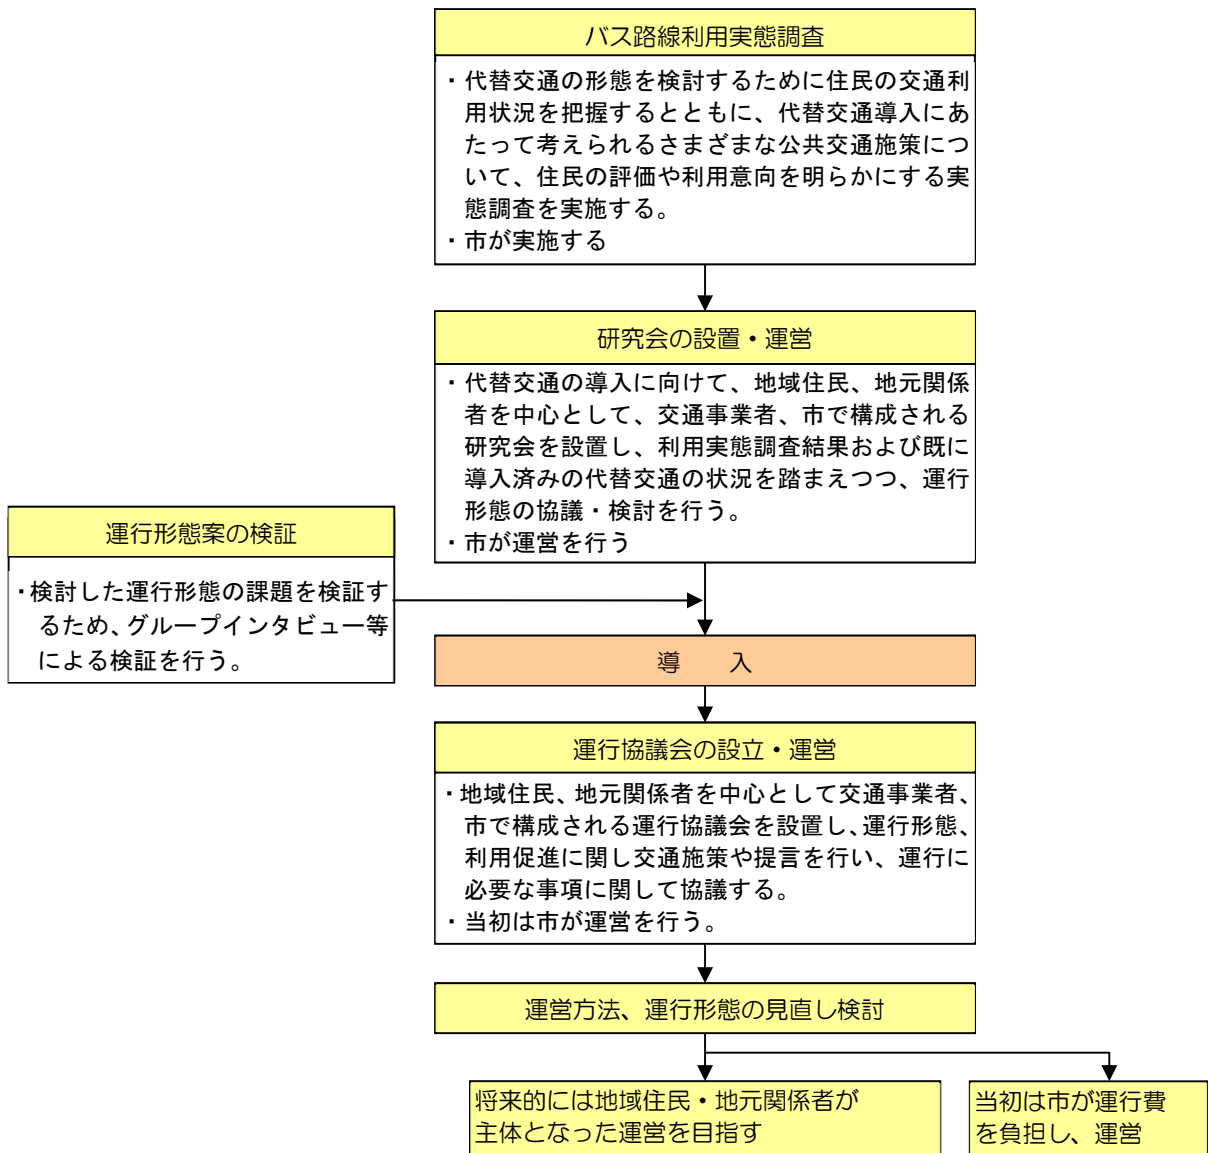 バス路線利用実態調査
・代替交通の形態を検討するために住民の交通利
用状況を把握するとともに、代替交通導入にあ
たって考えられるさまざまな公共交通施策につ
いて、住民の評価や利用意向を明らかにする実
態調査を実施する。
・市が実施する
研究会の設置・運営
・代替交通の導入に向けて、地域住民、地元関係
者を中心として、交通事業者、市で構成される
研究会を設置し、利用実態調査結果および既に
導入済みの代替交通の状況を踏まえつつ、運行
形態の協議・検討を行う。
・市が運営を行う
運行形態案の検証
・検討した運行形態の課題を検証す
るため、グループインタビュー等
による検証を行う。
導　入
運行協議会の設立・運営
・地域住民、地元関係者を中心として交通事業者、
市で構成される運行協議会を設置し、運行形態、
利用促進に関し交通施策や提言を行い、運行に
必要な事項に関して協議する。
・当初は市が運営を行う。
運営方法、運行形態の見直し検討
将来的には地域住民・地元関係者が
主体となった運営を目指す
当初は市が運行費
を負担し、運営